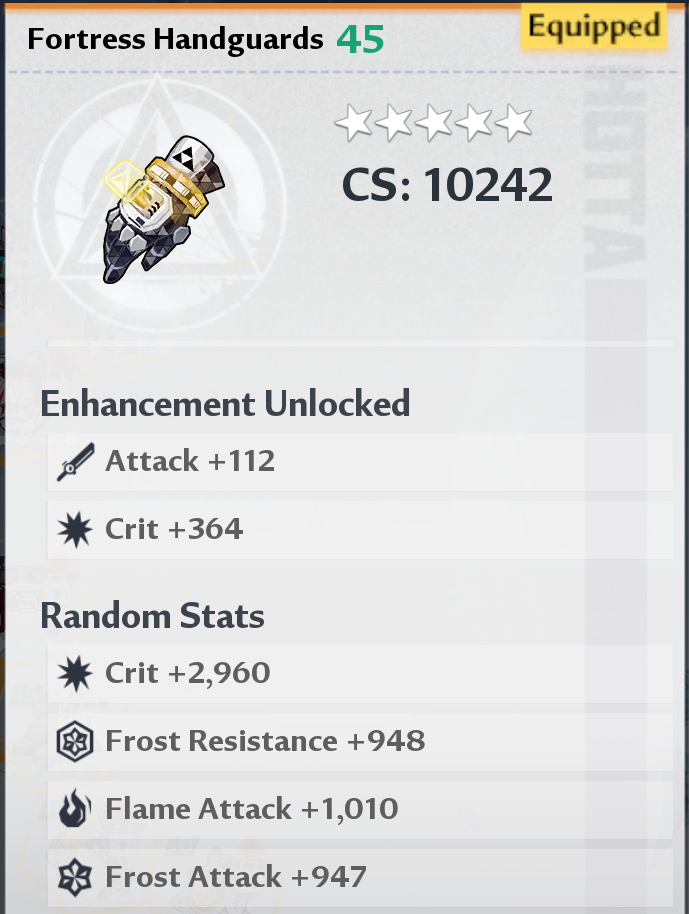 Fortress Handguards 45
Equipped
CS: 10242
HOTTA
Enhancement Unlocked
Attack +112
Crit +364
Random Stats
Crit +2,960
Frost Resistance +948
Flame Attack +1,010
Frost Attack +947